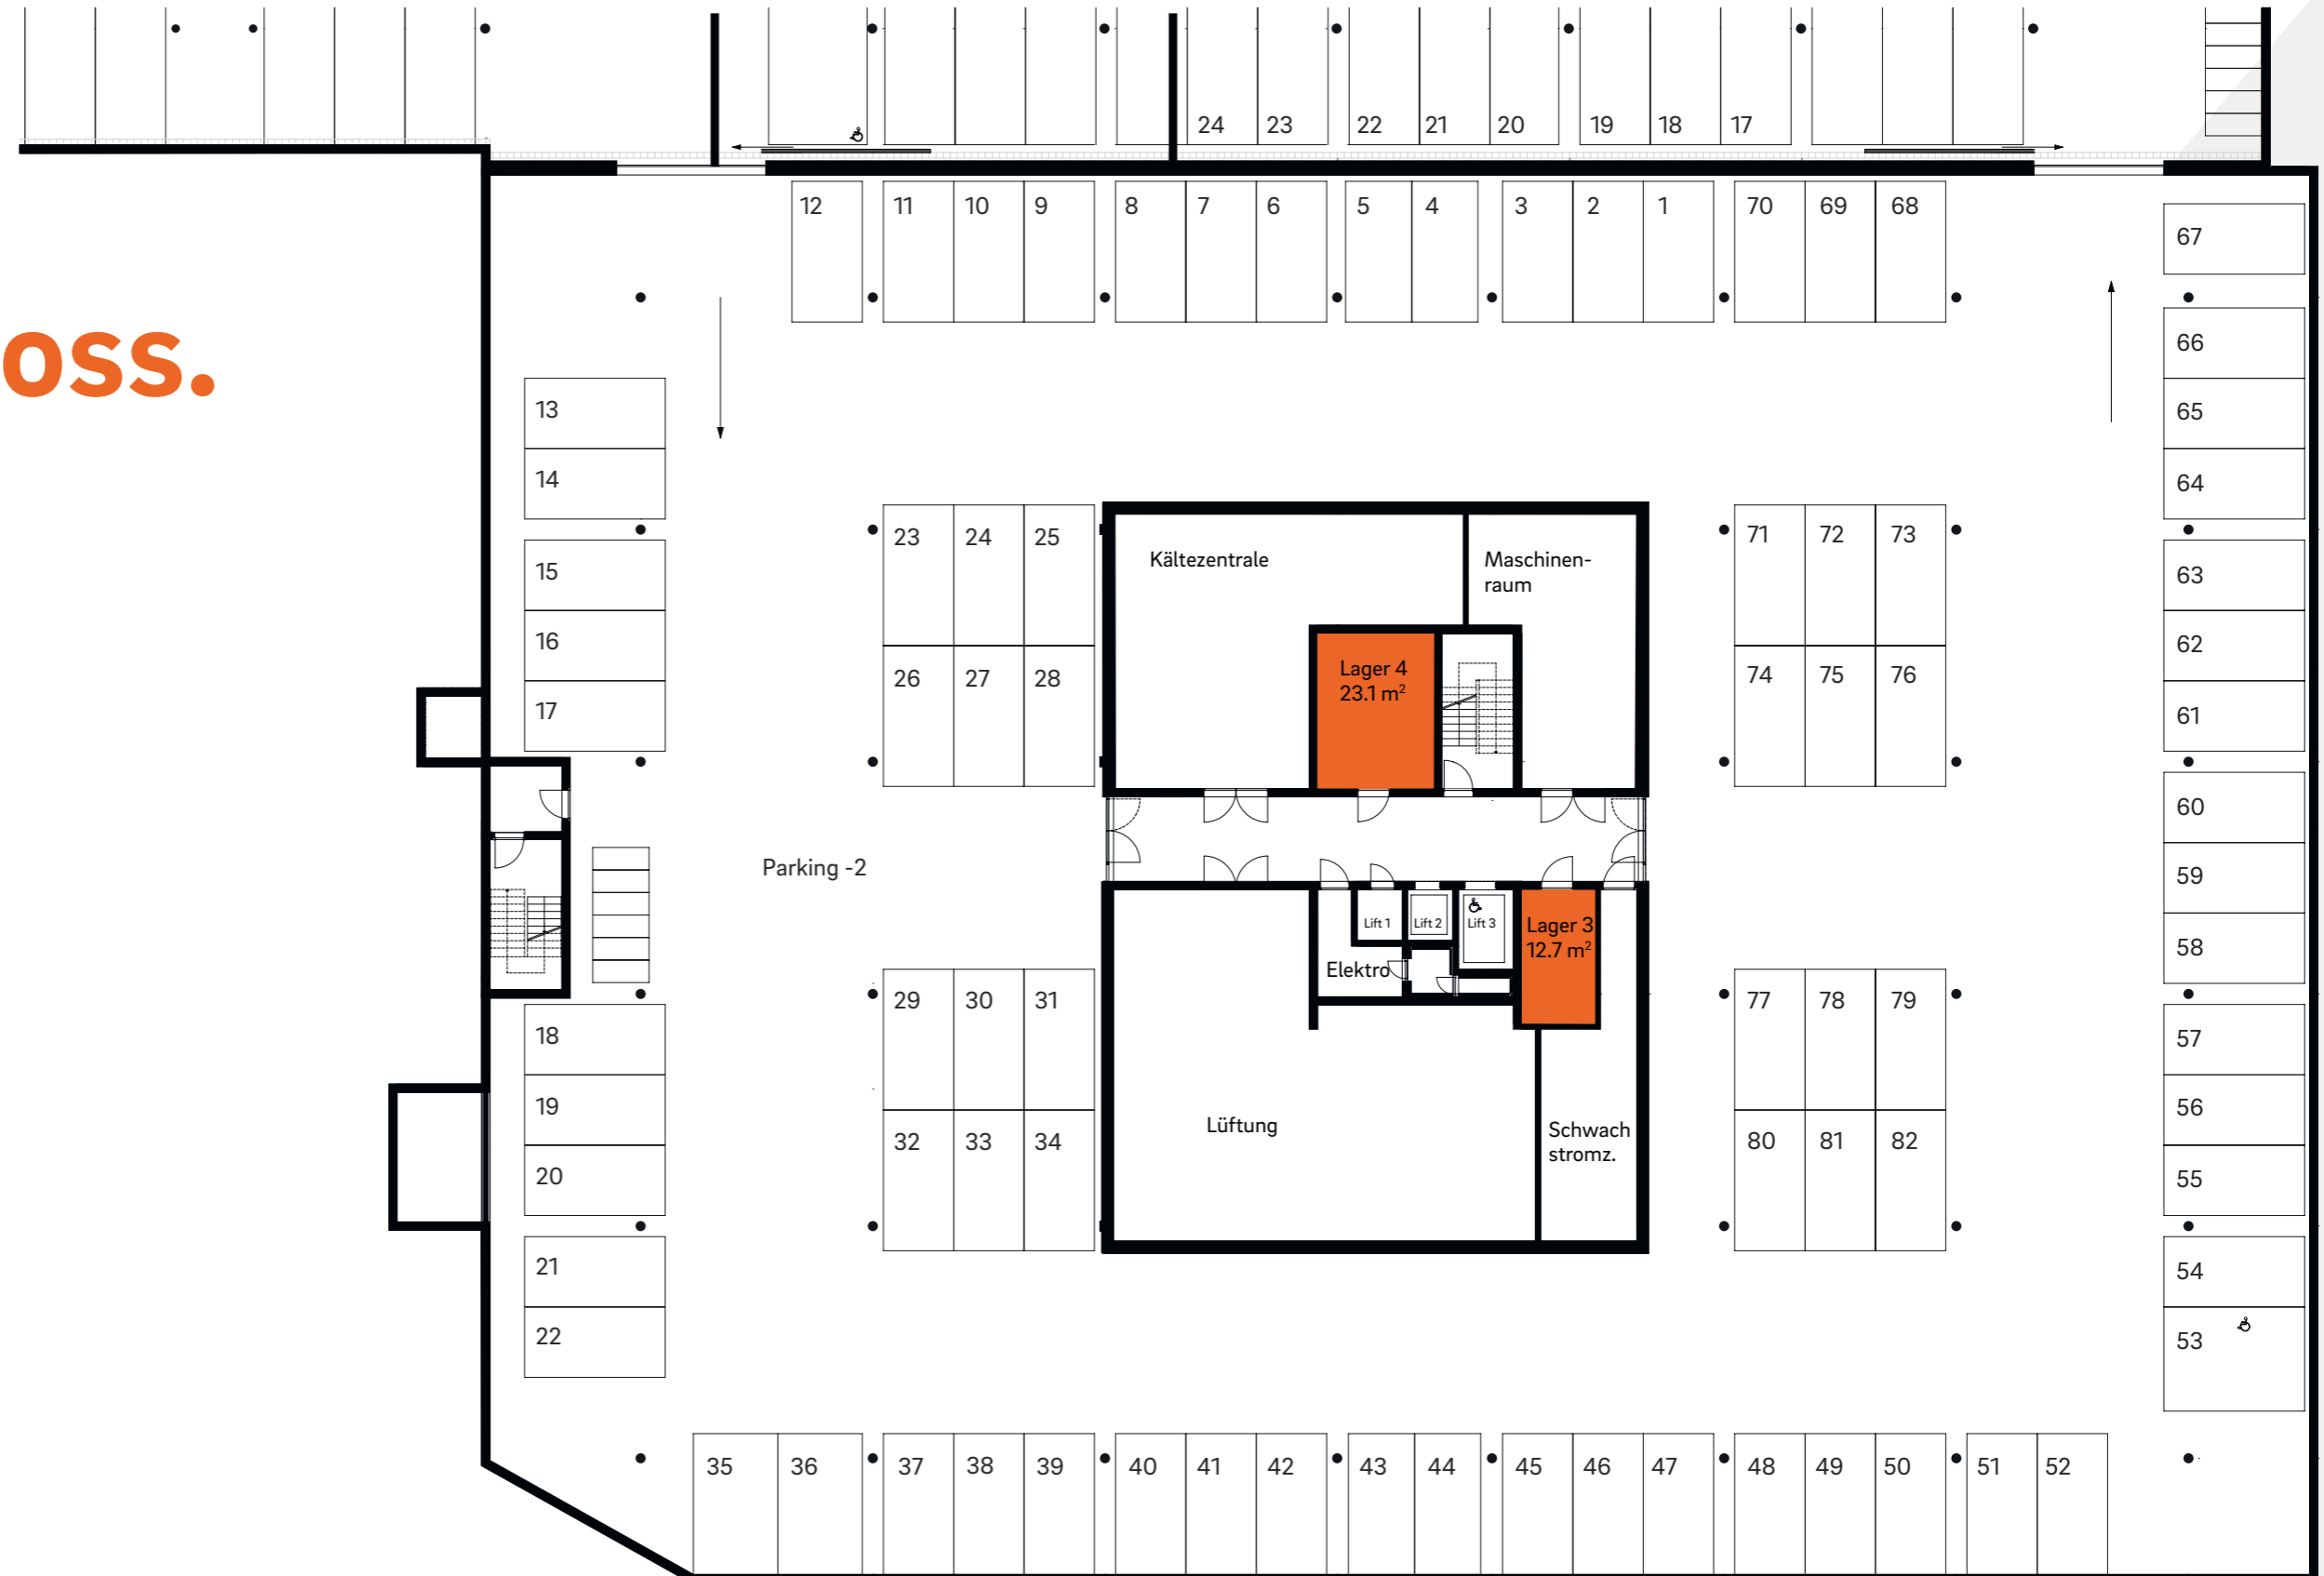 24 23 22 21 20 19 18 17
12 11 10 9 8 7 6 5 4 3 2 1 70 69 68
67
oss.
66
65
64
63
62
61
60
59
58
57
56
55
54
53
13
14
15
16
17
18
19
20
21
22
23 24 25
26 27 28
Kältezentrale
Maschinen-
raum
Lager 4
23.1 m²
71 72 73
74 75 76
Parking -2
Lift 1
Lift 2
Lift 3
Lager 3
12.7 m²
Elektro
29 30 31
32 33 34
Lüftung
Schwach
stromz.
77 78 79
80 81 82
35 36 37 38 39 40 41 42 43 44 45 46 47 48 49 50 51 52